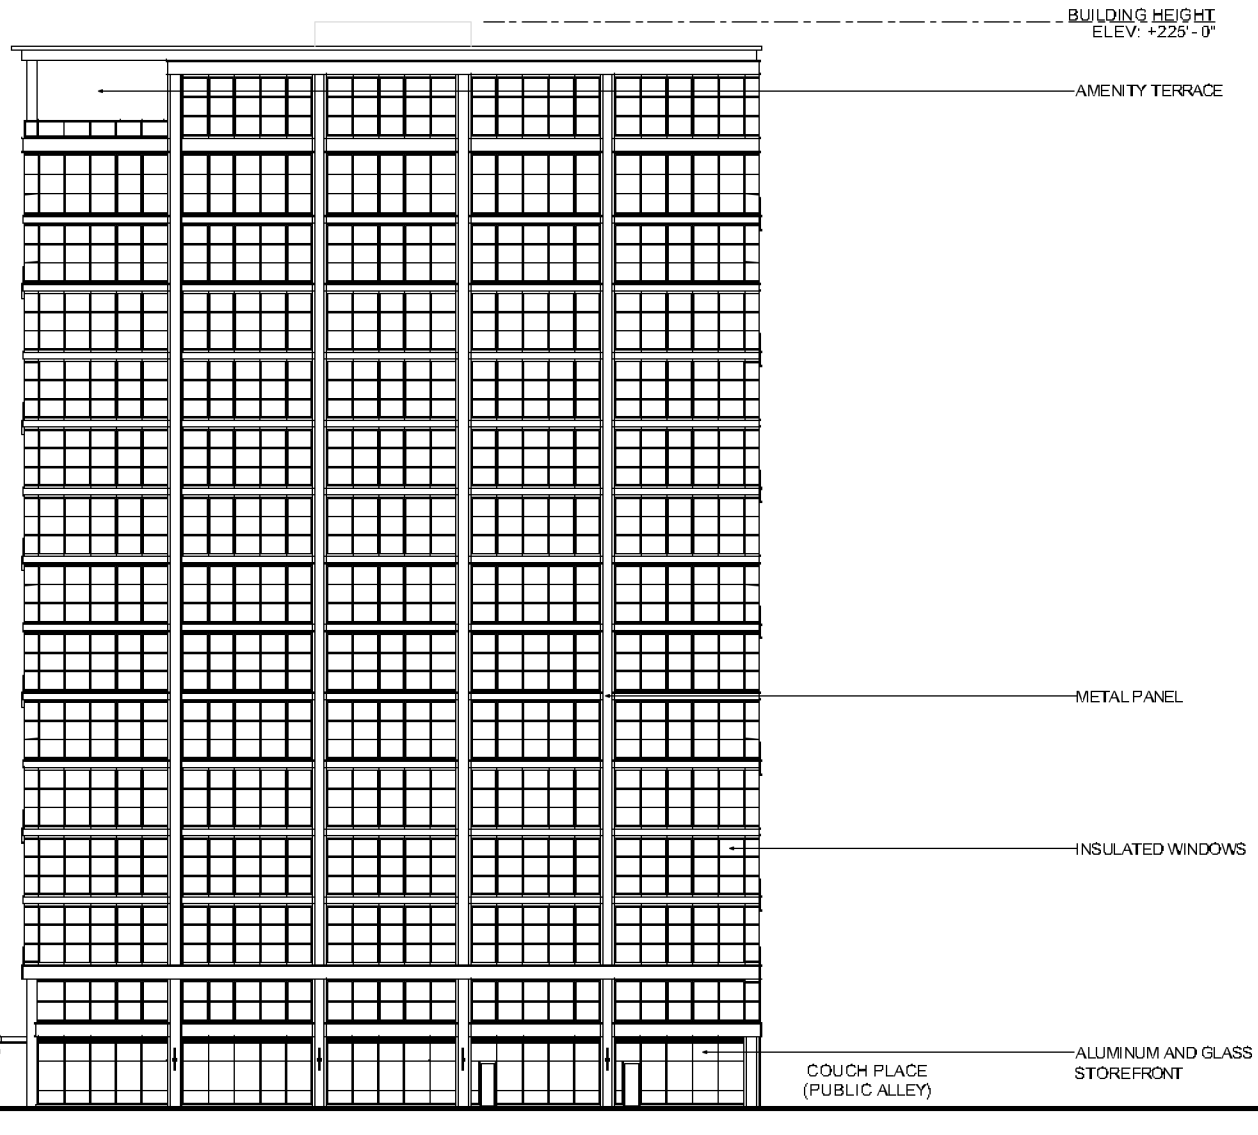 BUILDING HEIGHT
ELEV: +225'-0"
AMENITY TERRACE
METAL PANEL
INSULATED WINDOWS
ALUMINUM AND GLASS
STOREFRONT
COUCH PLACE
(PUBLIC ALLEY)